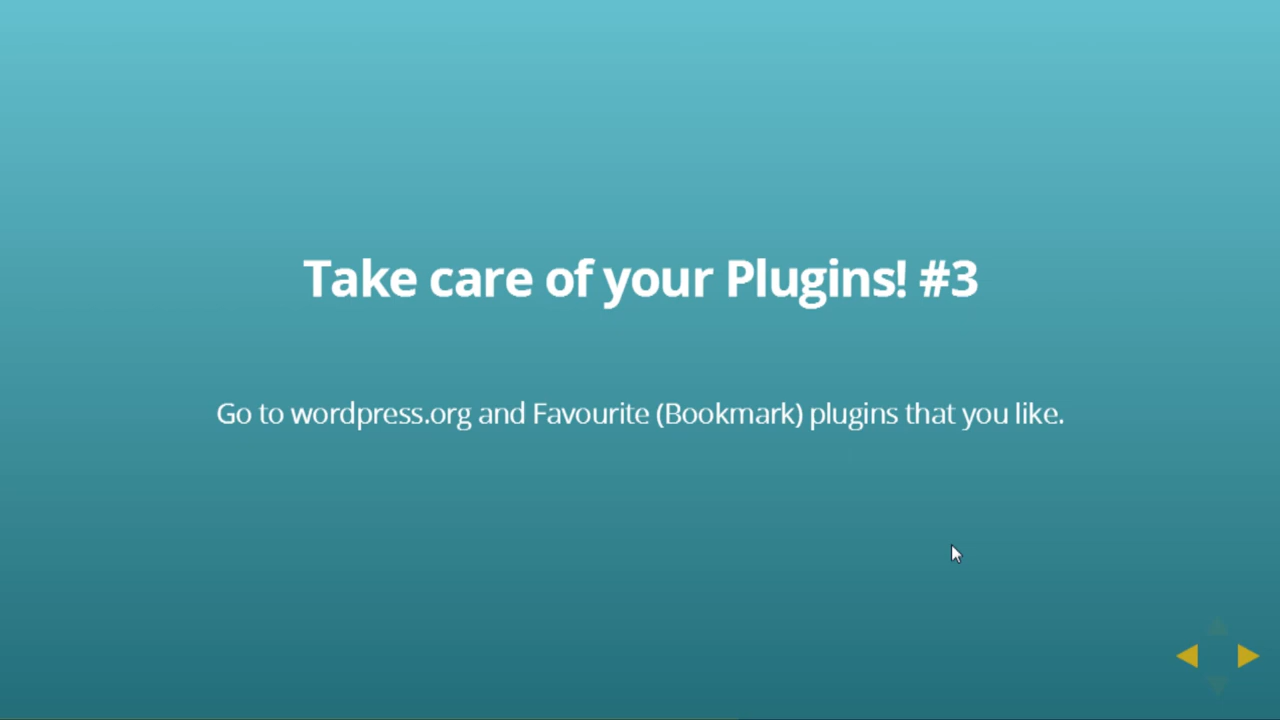 Take care of your Plugins! #3
Go to wordpress.org and Favourite (Bookmark) plugins that you like.